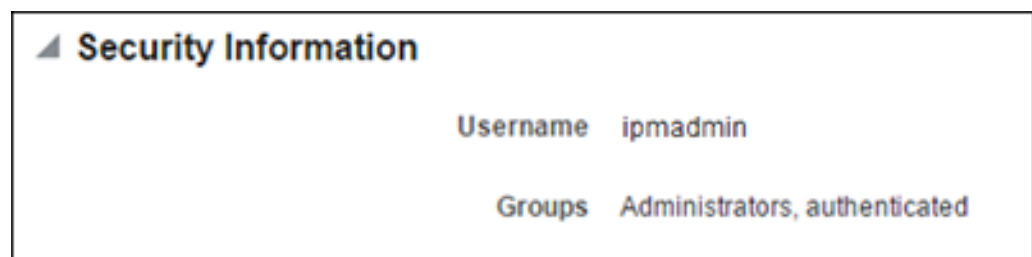 Security Information
Username ipmadmin
Groups Administrators, authenticated